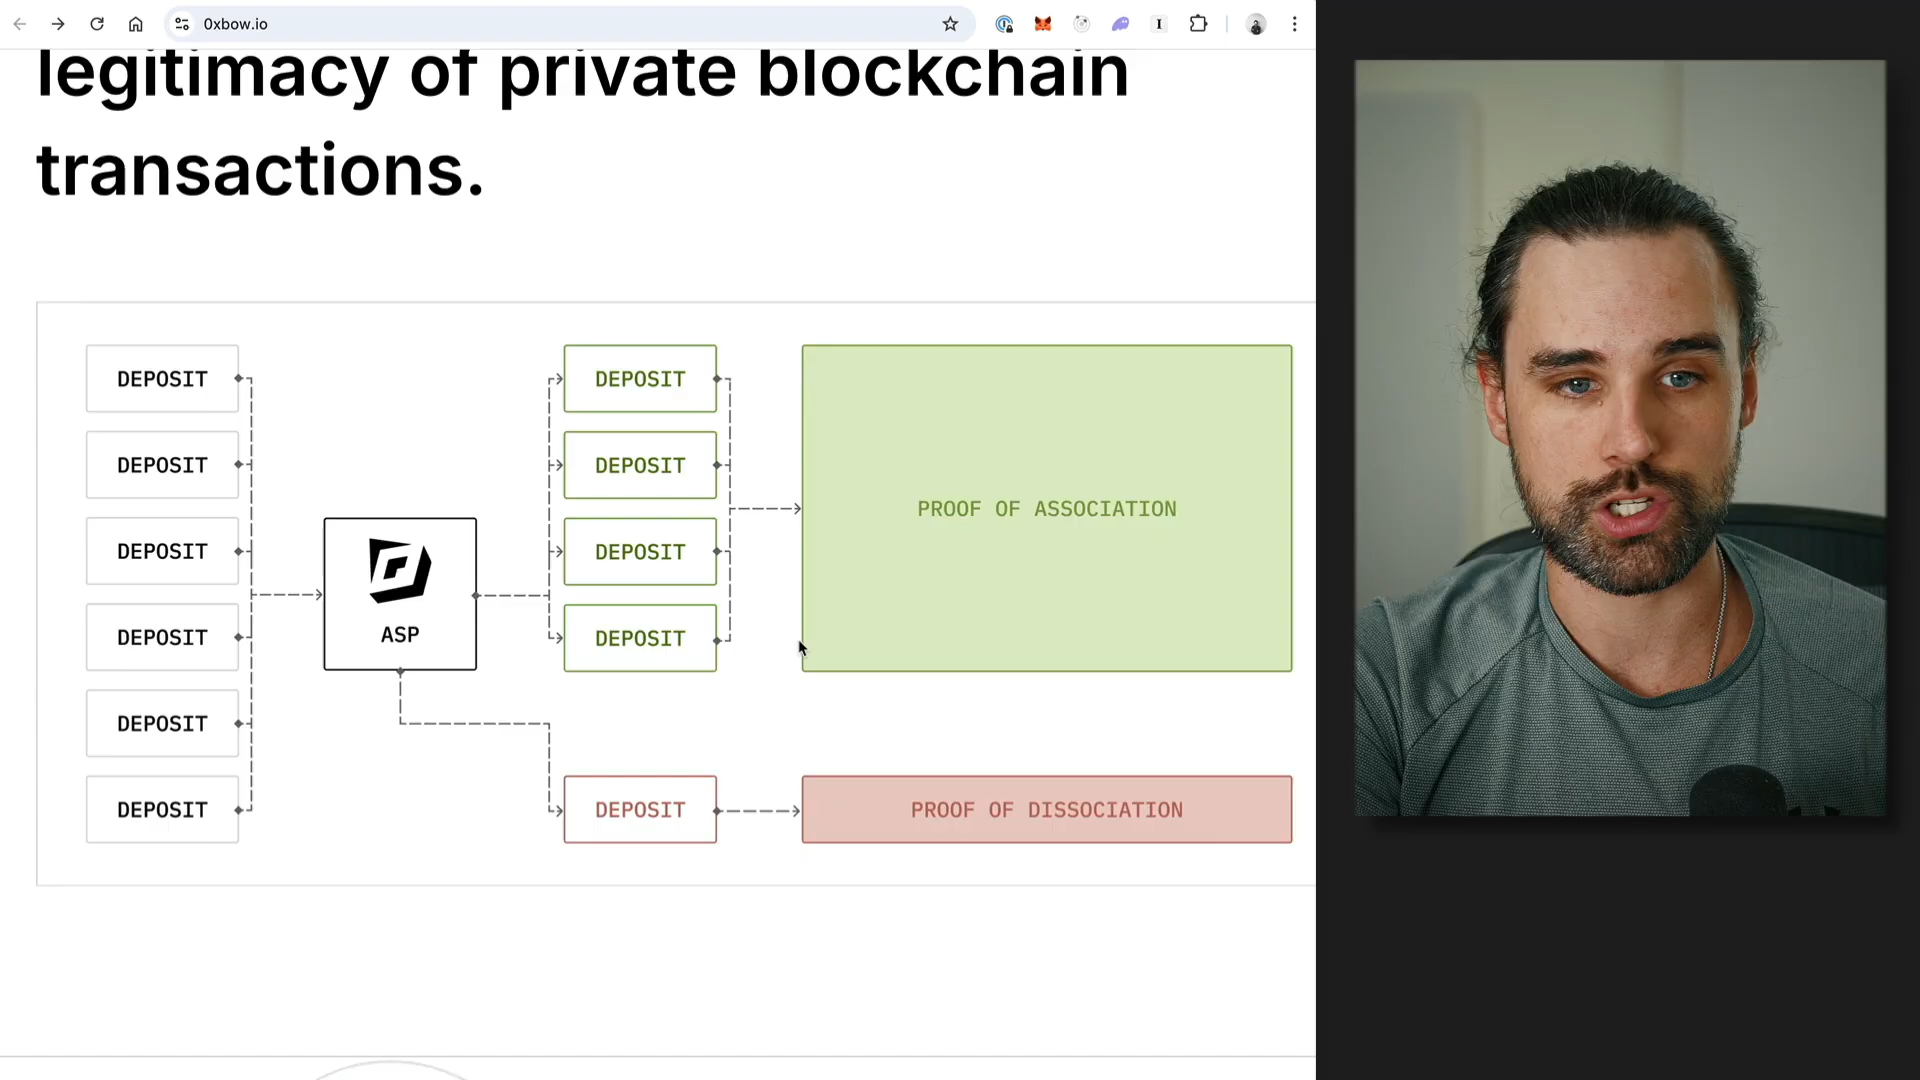 0xbow.io
legitimacy of private blockchain
transactions.
DEPOSIT
DEPOSIT
DEPOSIT
DEPOSIT
DEPOSIT
DEPOSIT
ASP
DEPOSIT
DEPOSIT
DEPOSIT
DEPOSIT
DEPOSIT
PROOF OF ASSOCIATION
PROOF OF DISSOCIATION